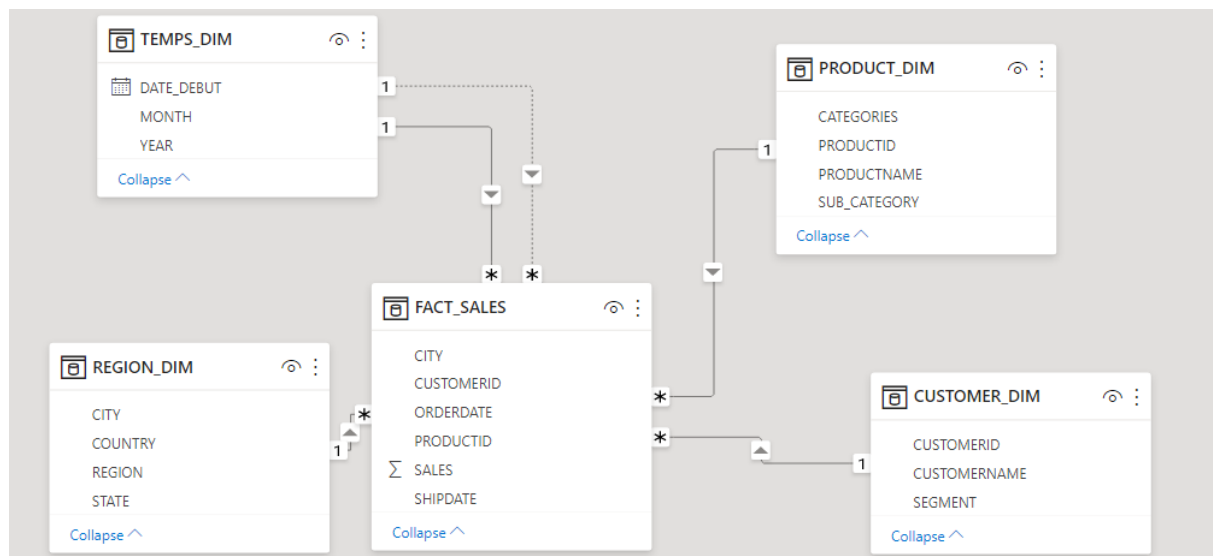 TEMPS_DIM
DATE_DEBUT
MONTH
YEAR
Collapse
1
1
*
*
PRODUCT_DIM
CATEGORIES
PRODUCTID
PRODUCTNAME
SUB_CATEGORY
Collapse
1
FACT_SALES
CITY
CUSTOMERID
ORDERDATE
PRODUCTID
Σ SALES
SHIPDATE
Collapse
*
*
*
REGION_DIM
CITY
COUNTRY
REGION
STATE
Collapse
1
CUSTOMER_DIM
CUSTOMERID
CUSTOMERNAME
SEGMENT
Collapse
1